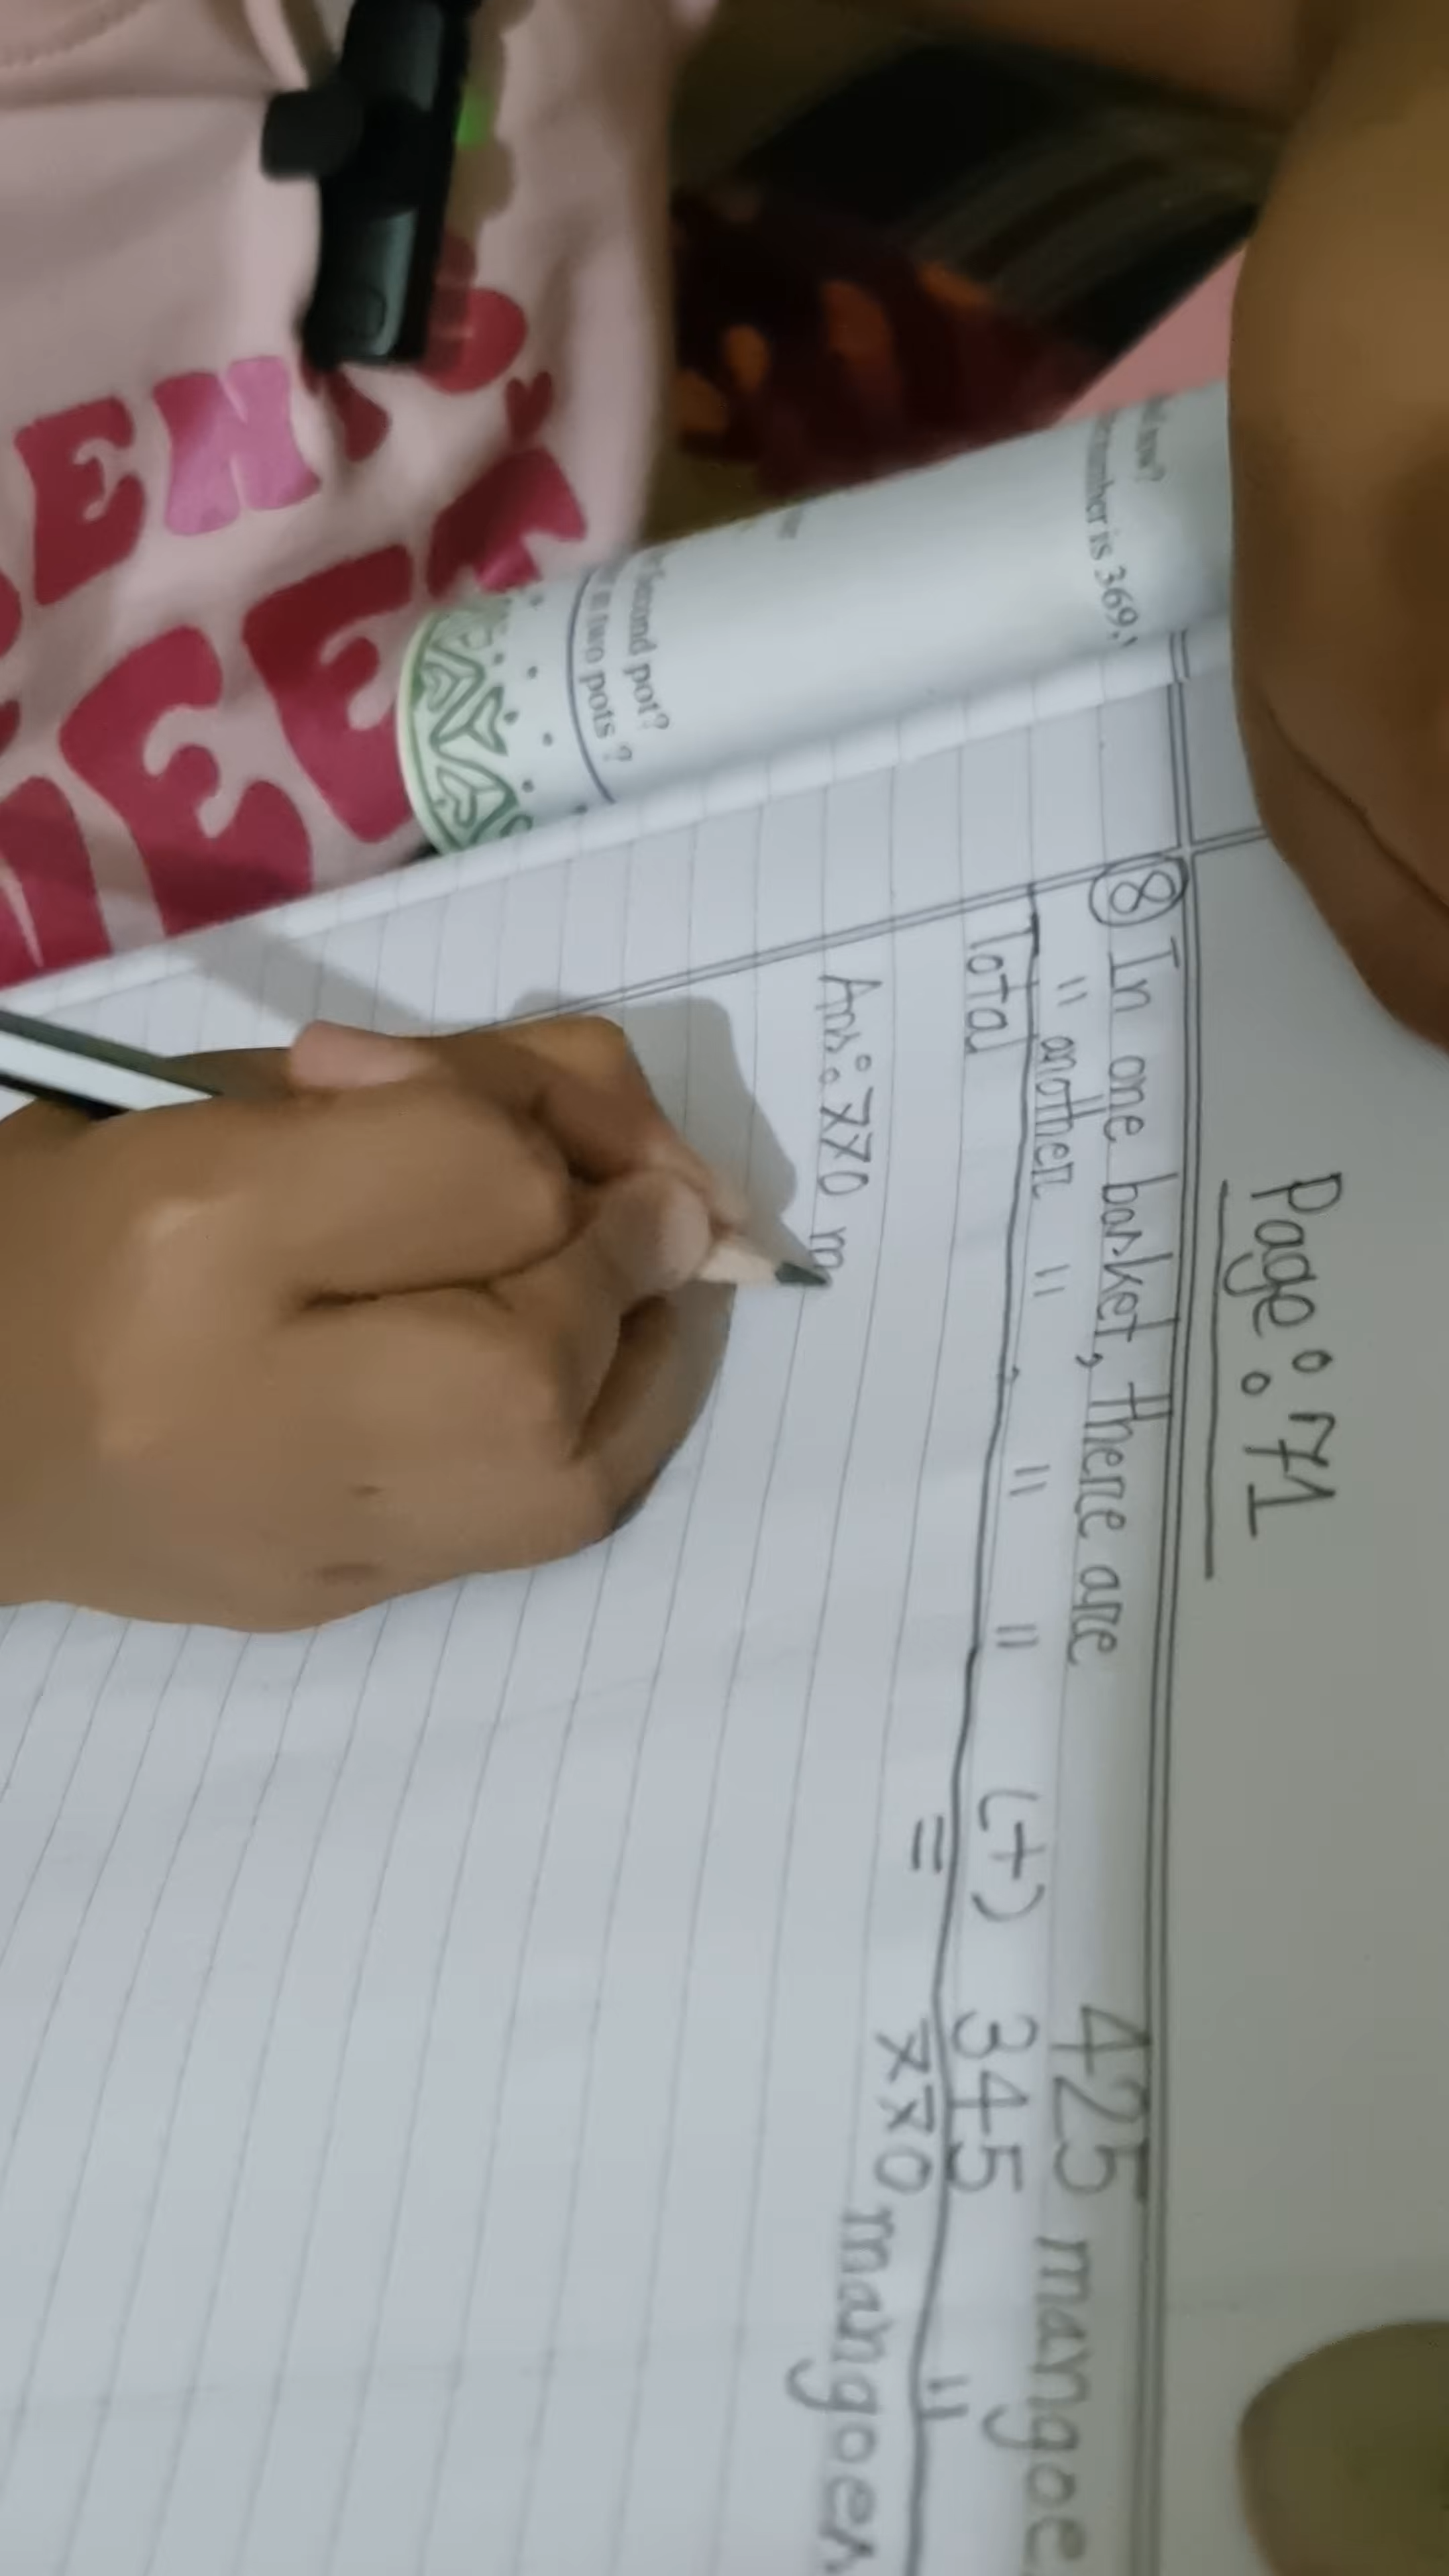 Page: 71
8 In one basket, there are 425 mangoe
" another " , " " (+) 345 "
Total = 770 mangoes
Ans: 770 m
number is 369,
second pot?
two pots ?